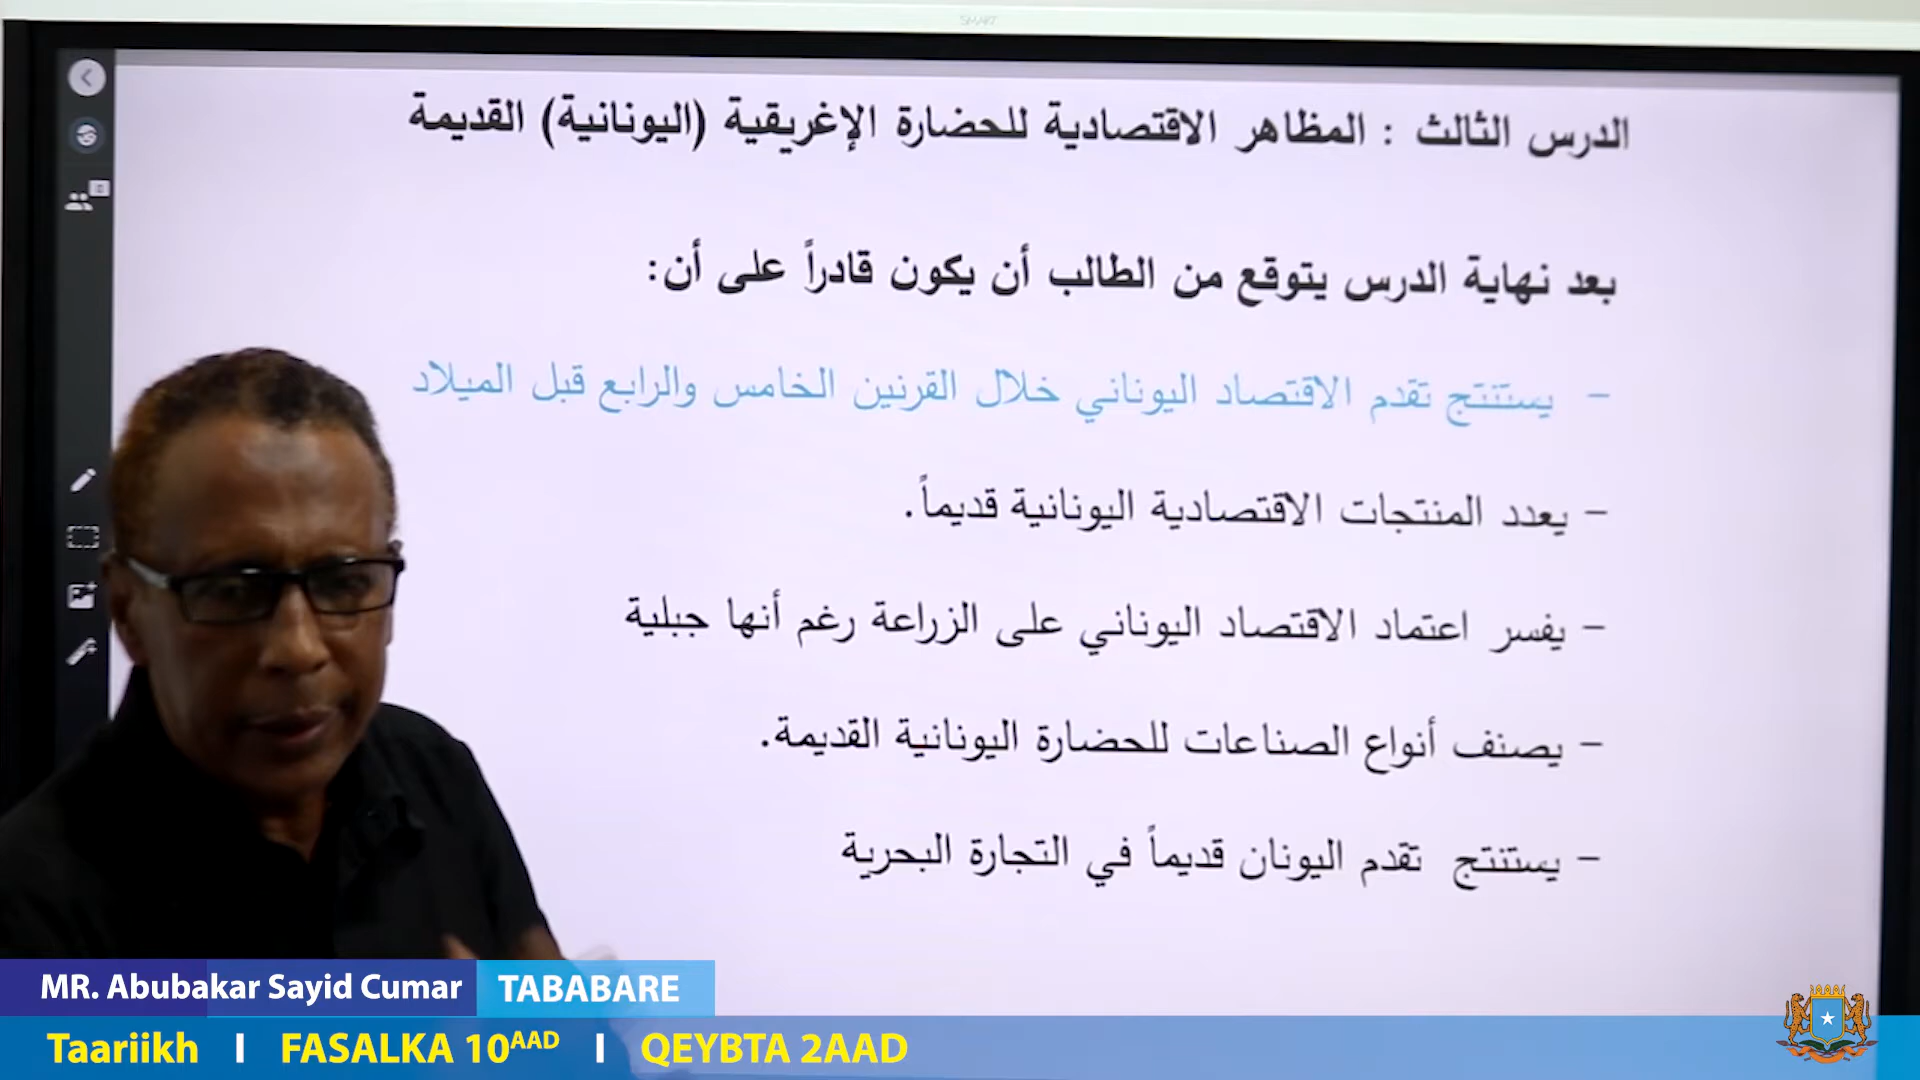 SMART
الدرس الثالث : المظاهر الاقتصادية للحضارة الإغريقية (اليونانية) القديمة
بعد نهاية الدرس يتوقع من الطالب أن يكون قادراً على أن:
- يستنتج تقدم الاقتصاد اليوناني خلال القرنين الخامس والرابع قبل الميلاد
- يعدد المنتجات الاقتصادية اليونانية قديماً.
- يفسر اعتماد الاقتصاد اليوناني على الزراعة رغم أنها جبلية
- يصنف أنواع الصناعات للحضارة اليونانية القديمة.
- يستنتج تقدم اليونان قديماً في التجارة البحرية
MR. Abubakar Sayid Cumar TABABARE
Taariikh I FASALKA 10AAD I QEYBTA 2AAD